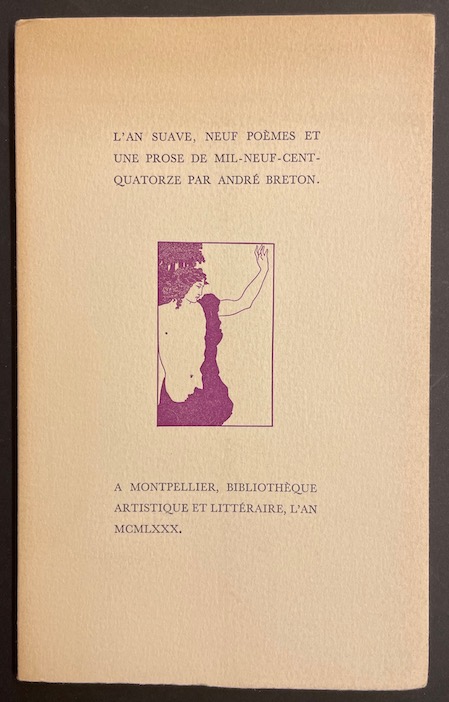 L'AN SUAVE, NEUF POÈMES ET
UNE PROSE DE MIL-NEUF-CENT-
QUATORZE PAR ANDRÉ BRETON.
A MONTPELLIER, BIBLIOTHÈQUE
ARTISTIQUE ET LITTÉRAIRE, L'AN
MCMLXXX.